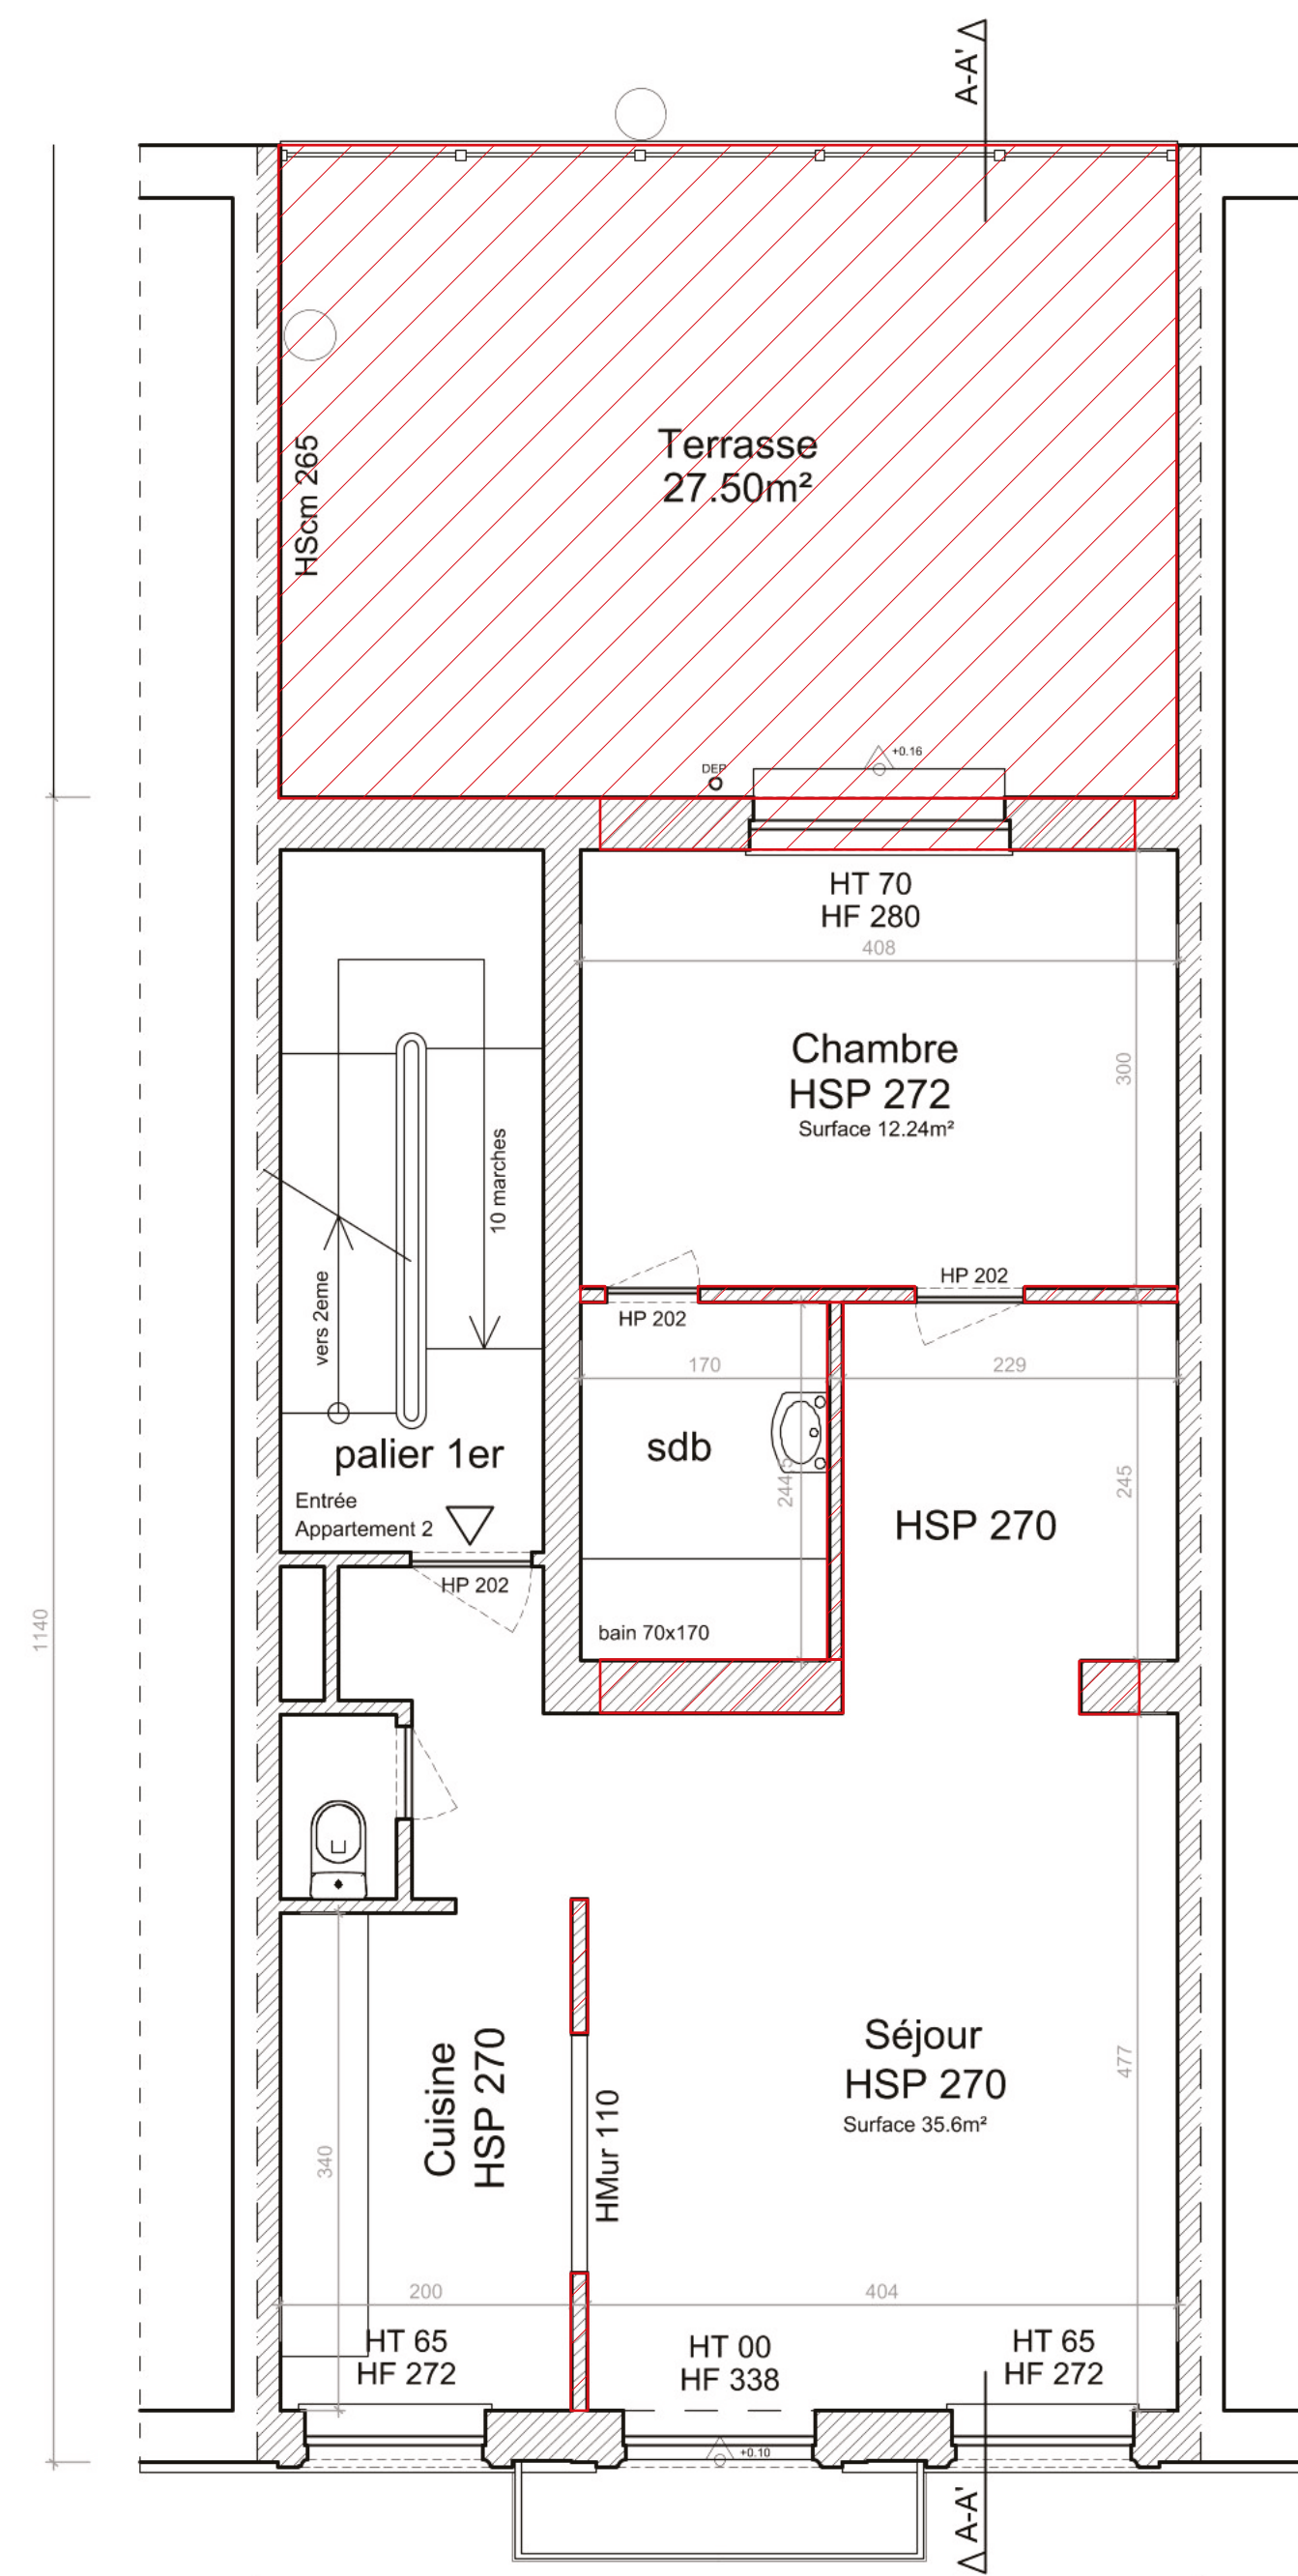 A-A'
HScm 265
Terrasse
27.50m²
DEP
+0.16
HT 70
HF 280
408
Chambre
HSP 272
Surface 12.24m²
300
10 marches
vers 2eme
HP 202
HP 202
170
229
palier 1er
sdb
244,5
245
Entrée
Appartement 2
HSP 270
HP 202
bain 70x170
1140
Séjour
HSP 270
Surface 35.6m²
Cuisine
HSP 270
HMur 110
477
340
200
404
HT 65
HF 272
HT 00
HF 338
HT 65
HF 272
+0.10
A-A'